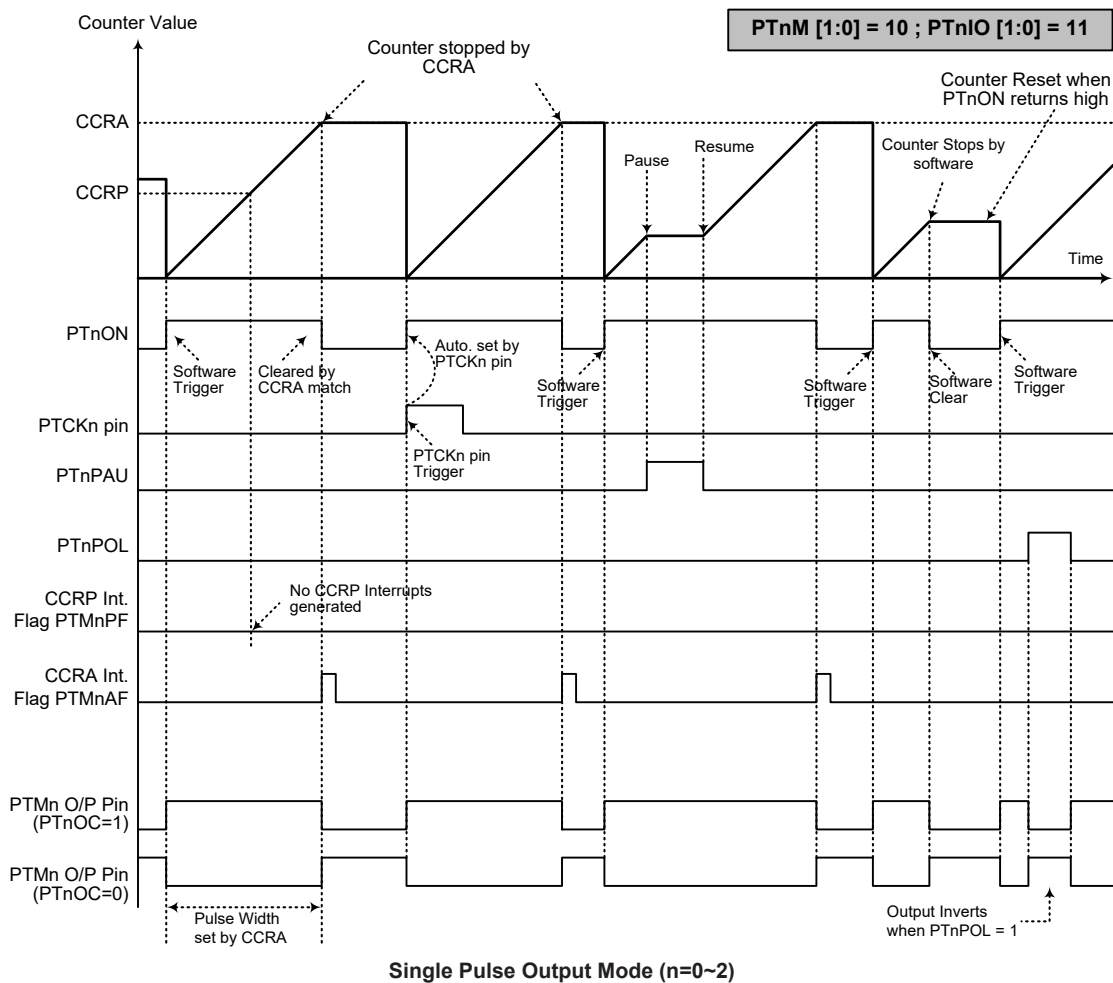 Counter Value
PTnM [1:0] = 10 ; PTnIO [1:0] = 11
Counter stopped by
CCRA
Counter Reset when
PTnON returns high
CCRA
Pause
Resume
Counter Stops by
software
CCRP
Time
PTnON
Software
Trigger
Cleared by
CCRA match
Auto. set by
PTCKn pin
Software
Trigger
Software
Trigger
Software
Clear
Software
Trigger
PTCKn pin
PTCKn pin
Trigger
PTnPAU
PTnPOL
CCRP Int.
Flag PTMnPF
No CCRP Interrupts
generated
CCRA Int.
Flag PTMnAF
PTMn O/P Pin
(PTnOC=1)
PTMn O/P Pin
(PTnOC=0)
Pulse Width
set by CCRA
Output Inverts
when PTnPOL = 1
Single Pulse Output Mode (n=0~2)